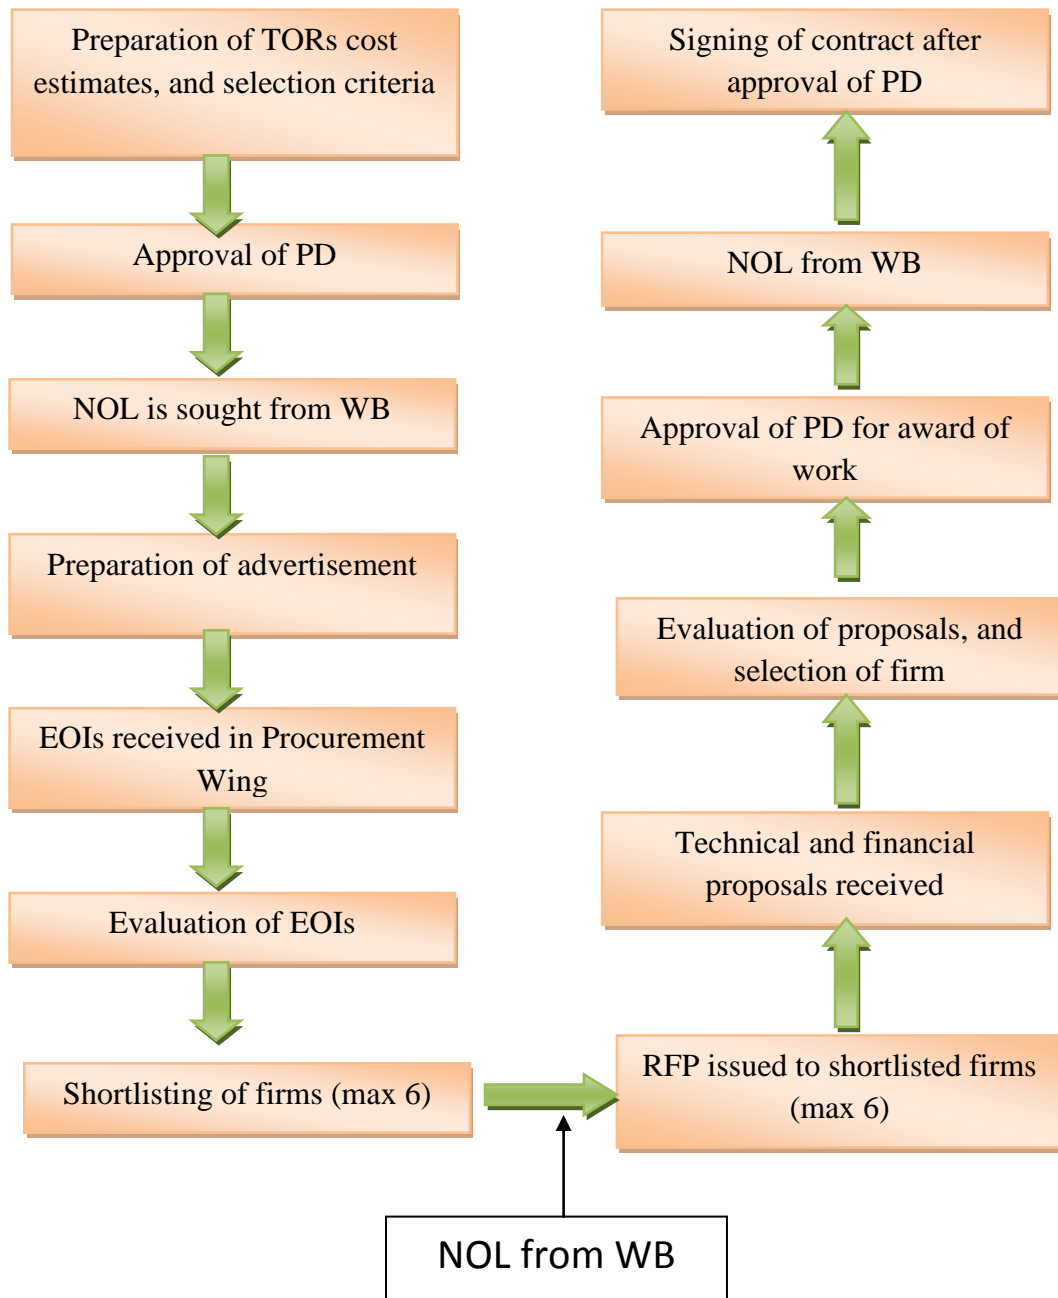 Preparation of TORs cost
estimates, and selection criteria
Approval of PD
NOL is sought from WB
Preparation of advertisement
EOIs received in Procurement
Wing
Evaluation of EOIs
Shortlisting of firms (max 6)
NOL from WB
RFP issued to shortlisted firms
(max 6)
Technical and financial
proposals received
Evaluation of proposals, and
selection of firm
Approval of PD for award of
work
NOL from WB
Signing of contract after
approval of PD